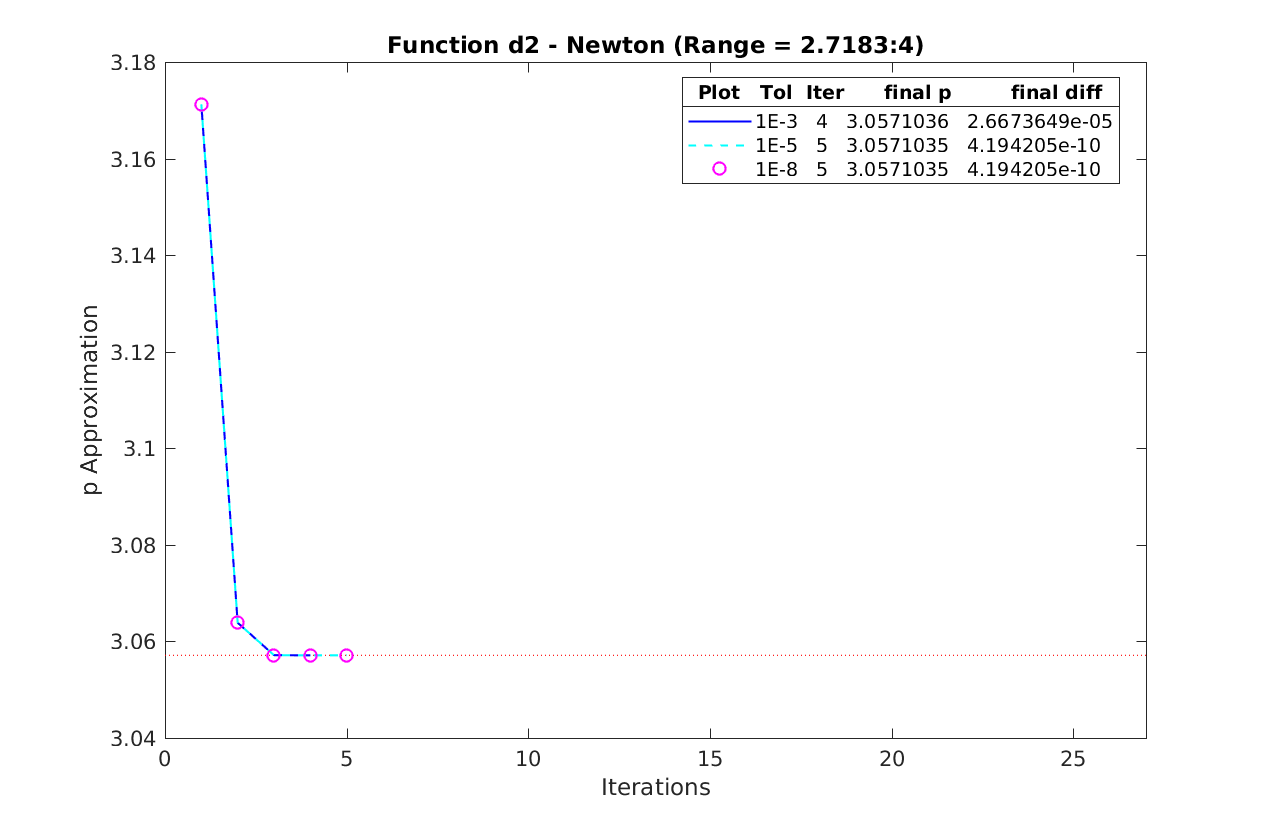 Function d2 - Newton (Range = 2.7183:4)
Plot Tol Iter final p final diff
1E-3 4 3.0571036 2.6673649e-05
1E-5 5 3.0571035 4.194205e-10
1E-8 5 3.0571035 4.194205e-10
3.18
3.16
3.14
3.12
3.1
3.08
3.06
3.04
p Approximation
0 5 10 15 20 25
Iterations